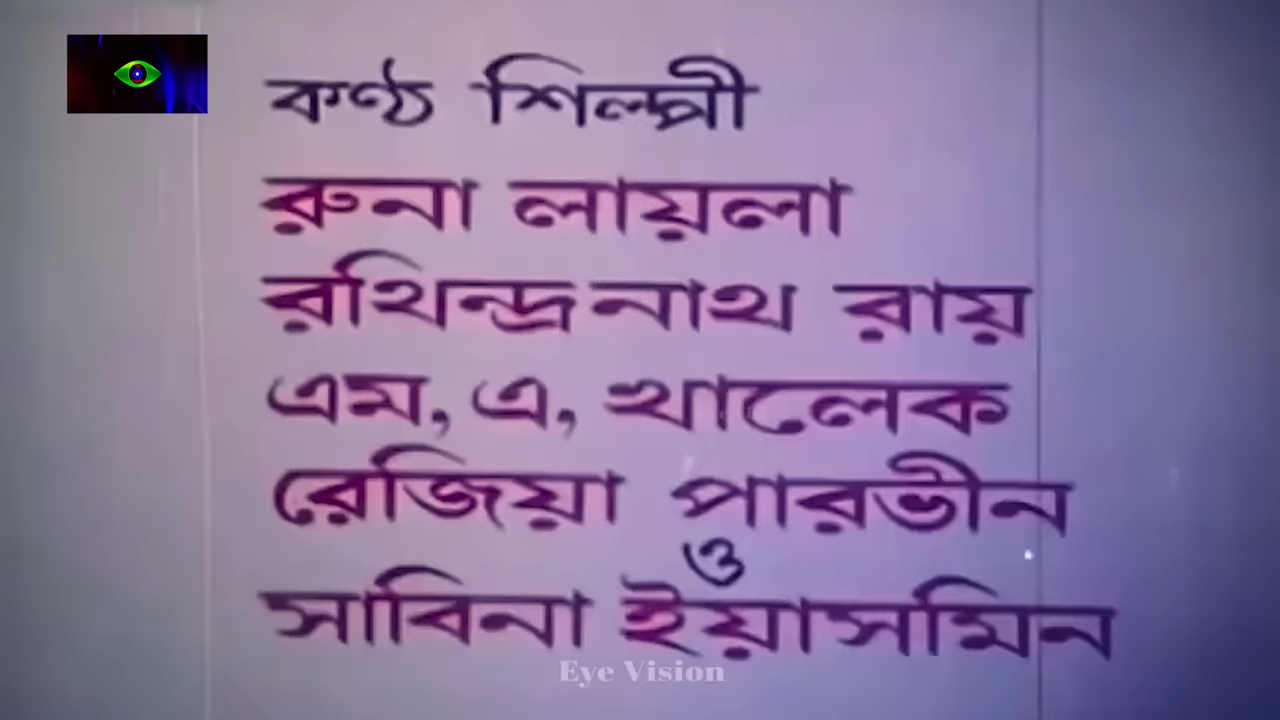 কণ্ঠ শিল্পী
রুনা লায়লা
রথিন্দ্রনাথ রায়
এম, এ, খালেক
রেজিয়া পারভীন
ও
সাবিনা ইয়াসমিন
Eye Vision